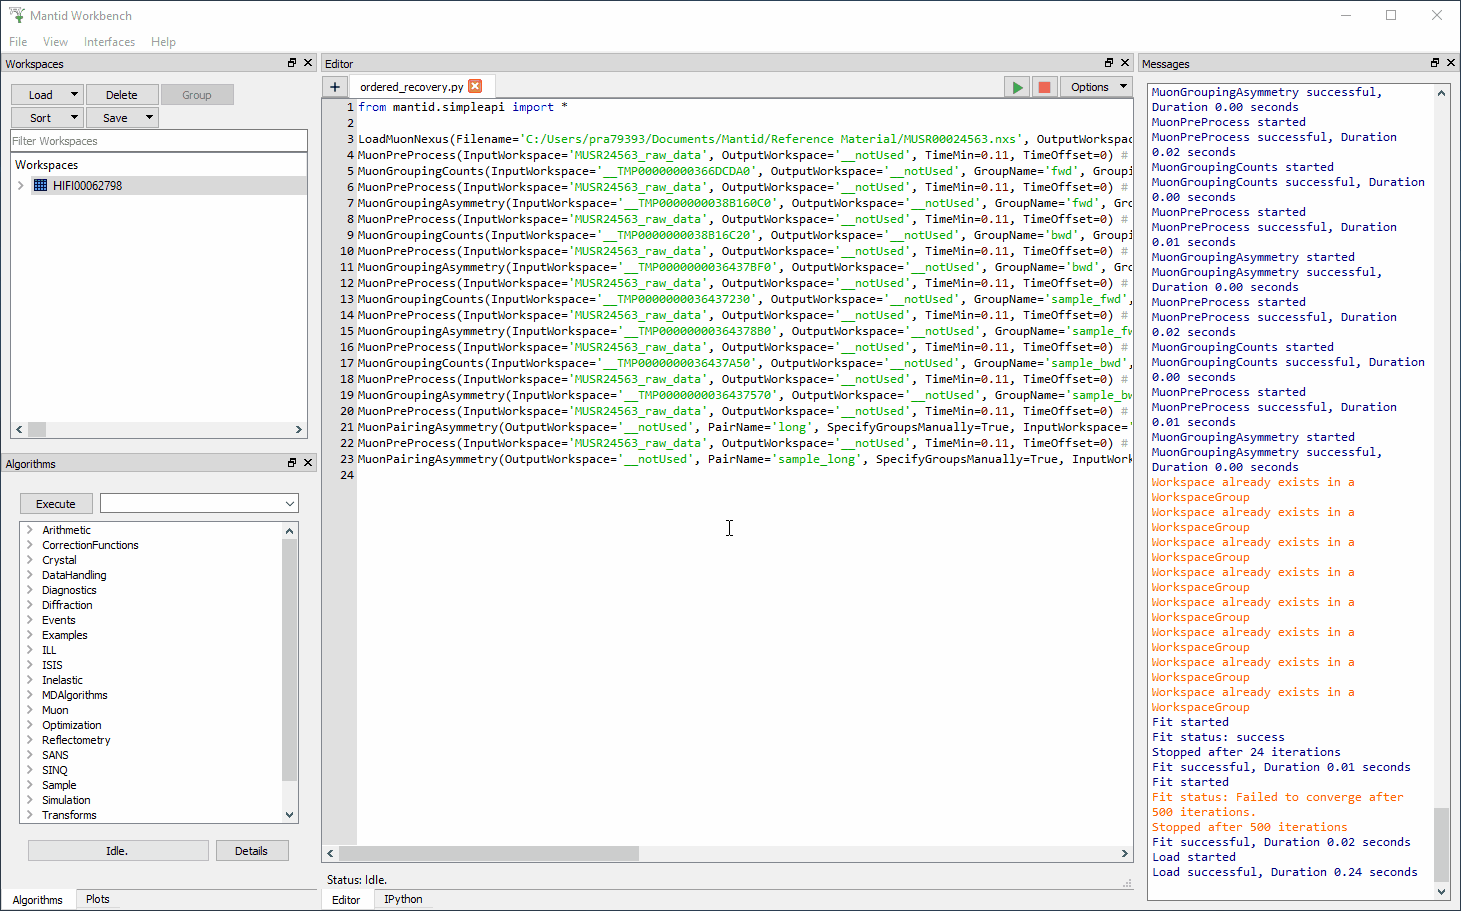 Mantid Workbench
File View Interfaces Help
Workspaces
Load Delete Group
Sort Save
Filter Workspaces
Workspaces
HIFI00062798
Algorithms
Execute
Arithmetic
CorrectionFunctions
Crystal
DataHandling
Diagnostics
Diffraction
Events
Examples
ILL
ISIS
Inelastic
MDAlgorithms
Muon
Optimization
Reflectometry
SANS
SINQ
Sample
Simulation
Transforms
Idle. Details
Algorithms Plots
Editor
+ ordered_recovery.py Options
1 from mantid.simpleapi import *
2
3 LoadMuonNexus(Filename='C:/Users/pra79393/Documents/Mantid/Reference Material/MUSR00024563.nxs', OutputWorkspac
4 MuonPreProcess(InputWorkspace='MUSR24563_raw_data', OutputWorkspace='__notUsed', TimeMin=0.11, TimeOffset=0) #
5 MuonGroupingCounts(InputWorkspace='__TMP00000000366DCDA0', OutputWorkspace='__notUsed', GroupName='fwd', Groupi
6 MuonPreProcess(InputWorkspace='MUSR24563_raw_data', OutputWorkspace='__notUsed', TimeMin=0.11, TimeOffset=0) #
7 MuonGroupingAsymmetry(InputWorkspace='__TMP0000000038B160C0', OutputWorkspace='__notUsed', GroupName='fwd', Gro
8 MuonPreProcess(InputWorkspace='MUSR24563_raw_data', OutputWorkspace='__notUsed', TimeMin=0.11, TimeOffset=0) #
9 MuonGroupingCounts(InputWorkspace='__TMP0000000038B16C20', OutputWorkspace='__notUsed', GroupName='bwd', Groupi
10 MuonPreProcess(InputWorkspace='MUSR24563_raw_data', OutputWorkspace='__notUsed', TimeMin=0.11, TimeOffset=0) #
11 MuonGroupingAsymmetry(InputWorkspace='__TMP0000000036437BF0', OutputWorkspace='__notUsed', GroupName='bwd', Gro
12 MuonPreProcess(InputWorkspace='MUSR24563_raw_data', OutputWorkspace='__notUsed', TimeMin=0.11, TimeOffset=0) #
13 MuonGroupingCounts(InputWorkspace='__TMP0000000036437230', OutputWorkspace='__notUsed', GroupName='sample_fwd',
14 MuonPreProcess(InputWorkspace='MUSR24563_raw_data', OutputWorkspace='__notUsed', TimeMin=0.11, TimeOffset=0) #
15 MuonGroupingAsymmetry(InputWorkspace='__TMP00000000364378B0', OutputWorkspace='__notUsed', GroupName='sample_fw
16 MuonPreProcess(InputWorkspace='MUSR24563_raw_data', OutputWorkspace='__notUsed', TimeMin=0.11, TimeOffset=0) #
17 MuonGroupingCounts(InputWorkspace='__TMP0000000036437A50', OutputWorkspace='__notUsed', GroupName='sample_bwd',
18 MuonPreProcess(InputWorkspace='MUSR24563_raw_data', OutputWorkspace='__notUsed', TimeMin=0.11, TimeOffset=0) #
19 MuonGroupingAsymmetry(InputWorkspace='__TMP0000000036437570', OutputWorkspace='__notUsed', GroupName='sample_bw
20 MuonPreProcess(InputWorkspace='MUSR24563_raw_data', OutputWorkspace='__notUsed', TimeMin=0.11, TimeOffset=0) #
21 MuonPairingAsymmetry(OutputWorkspace='__notUsed', PairName='long', SpecifyGroupsManually=True, InputWorkspace='
22 MuonPreProcess(InputWorkspace='MUSR24563_raw_data', OutputWorkspace='__notUsed', TimeMin=0.11, TimeOffset=0) #
23 MuonPairingAsymmetry(OutputWorkspace='__notUsed', PairName='sample_long', SpecifyGroupsManually=True, InputWork
24
Status: Idle.
Editor IPython
Messages
MuonGroupingAsymmetry successful,
Duration 0.00 seconds
MuonPreProcess started
MuonPreProcess successful, Duration
0.02 seconds
MuonGroupingCounts started
MuonGroupingCounts successful, Duration
0.00 seconds
MuonPreProcess started
MuonPreProcess successful, Duration
0.01 seconds
MuonGroupingAsymmetry started
MuonGroupingAsymmetry successful,
Duration 0.00 seconds
MuonPreProcess started
MuonPreProcess successful, Duration
0.02 seconds
MuonGroupingCounts started
MuonGroupingCounts successful, Duration
0.00 seconds
MuonPreProcess started
MuonPreProcess successful, Duration
0.01 seconds
MuonGroupingAsymmetry started
MuonGroupingAsymmetry successful,
Duration 0.00 seconds
Workspace already exists in a
WorkspaceGroup
Workspace already exists in a
WorkspaceGroup
Workspace already exists in a
WorkspaceGroup
Workspace already exists in a
WorkspaceGroup
Workspace already exists in a
WorkspaceGroup
Workspace already exists in a
WorkspaceGroup
Workspace already exists in a
WorkspaceGroup
Workspace already exists in a
WorkspaceGroup
Fit started
Fit status: success
Stopped after 24 iterations
Fit successful, Duration 0.01 seconds
Fit started
Fit status: Failed to converge after
500 iterations.
Stopped after 500 iterations
Fit successful, Duration 0.02 seconds
Load started
Load successful, Duration 0.24 seconds